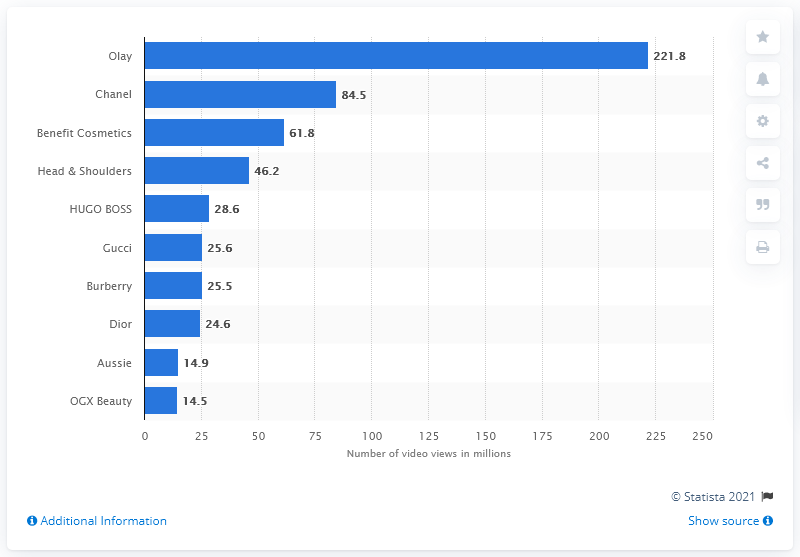 Olay 221.8
Chanel 84.5
Benefit Cosmetics 61.8
Head & Shoulders 46.2
HUGO BOSS 28.6
Gucci 25.6
Burberry 25.5
Dior 24.6
Aussie 14.9
OGX Beauty 14.5
0 25 50 75 100 125 150 175 200 225 250
Number of video views in millions
© Statista 2021
Additional Information Show source